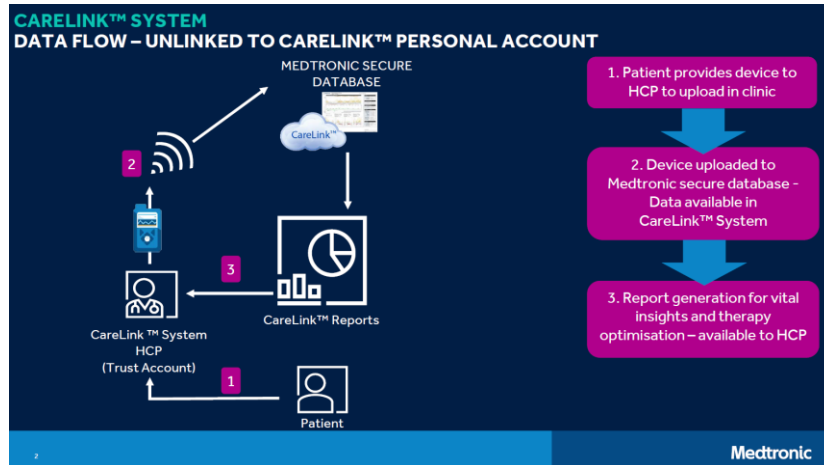 CARELINK™ SYSTEM
DATA FLOW – UNLINKED TO CARELINK™ PERSONAL ACCOUNT
MEDTRONIC SECURE
DATABASE
CareLink™
2
3
CareLink™ Reports
CareLink ™ System
HCP
(Trust Account)
1
Patient
1. Patient provides device to
HCP to upload in clinic
2. Device uploaded to
Medtronic secure database -
Data available in
CareLink™ System
3. Report generation for vital
insights and therapy
optimisation – available to HCP
2
Medtronic